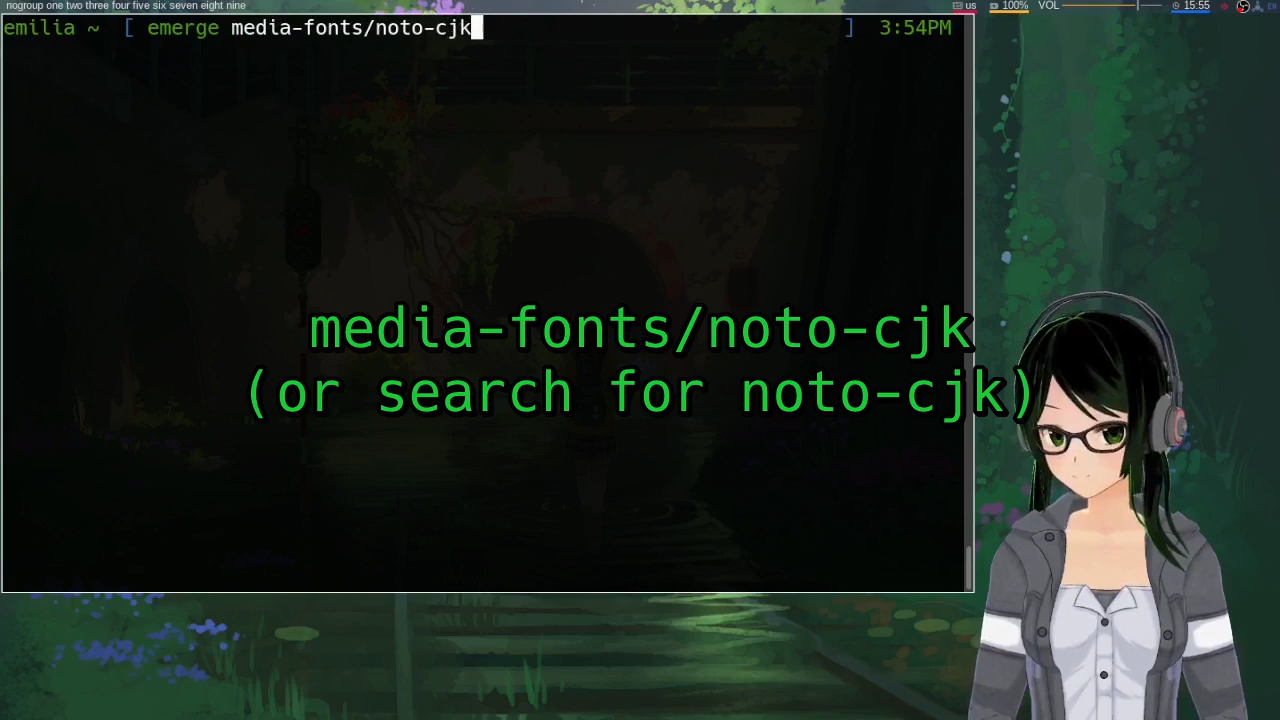 nogroup one two three four five six seven eight nine
us 100% VOL 15:55 EN
emilia ~ [ emerge media-fonts/noto-cjk ] 3:54PM
media-fonts/noto-cjk
(or search for noto-cjk)